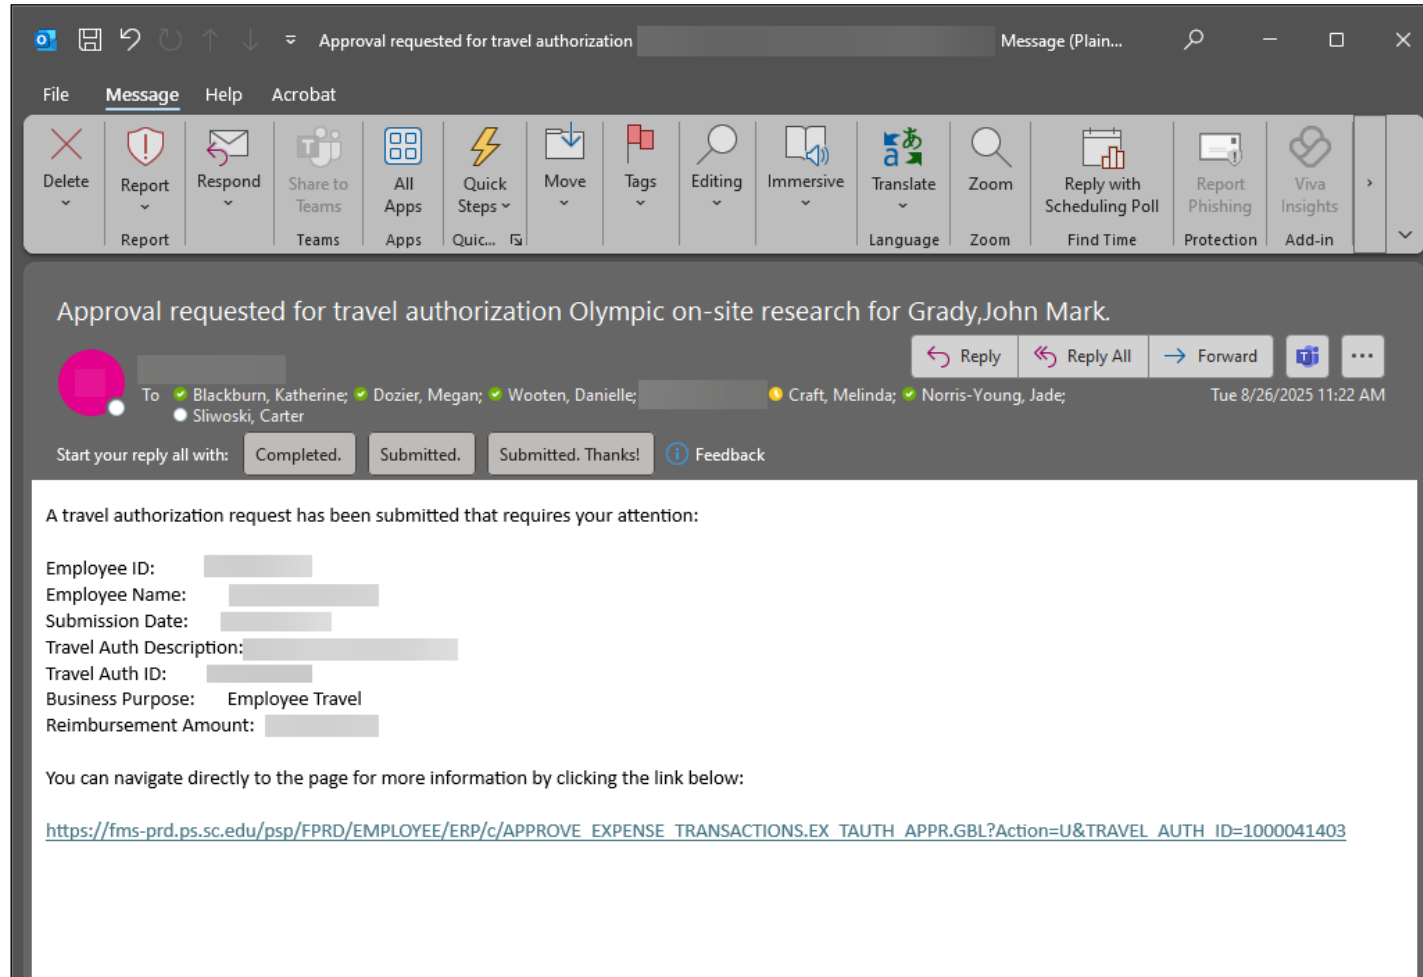 Approval requested for travel authorization Message (Plain...
File Message Help Acrobat
Delete Report Respond Share to Teams All Apps Quick Steps Move Tags Editing Immersive Translate Zoom Reply with Scheduling Poll Report Phishing Viva Insights
Report Teams Apps Quic... Language Zoom Find Time Protection Add-in
Approval requested for travel authorization Olympic on-site research for Grady,John Mark.
Reply Reply All Forward
To Blackburn, Katherine; Dozier, Megan; Wooten, Danielle; Craft, Melinda; Norris-Young, Jade; Tue 8/26/2025 11:22 AM
Sliwoski, Carter
Start your reply all with: Completed. Submitted. Submitted. Thanks! Feedback
A travel authorization request has been submitted that requires your attention:
Employee ID:
Employee Name:
Submission Date:
Travel Auth Description:
Travel Auth ID:
Business Purpose: Employee Travel
Reimbursement Amount:
You can navigate directly to the page for more information by clicking the link below:
https://fms-prd.ps.sc.edu/psp/FPRD/EMPLOYEE/ERP/c/APPROVE_EXPENSE_TRANSACTIONS.EX_TAUTH_APPR.GBL?Action=U&TRAVEL_AUTH_ID=1000041403